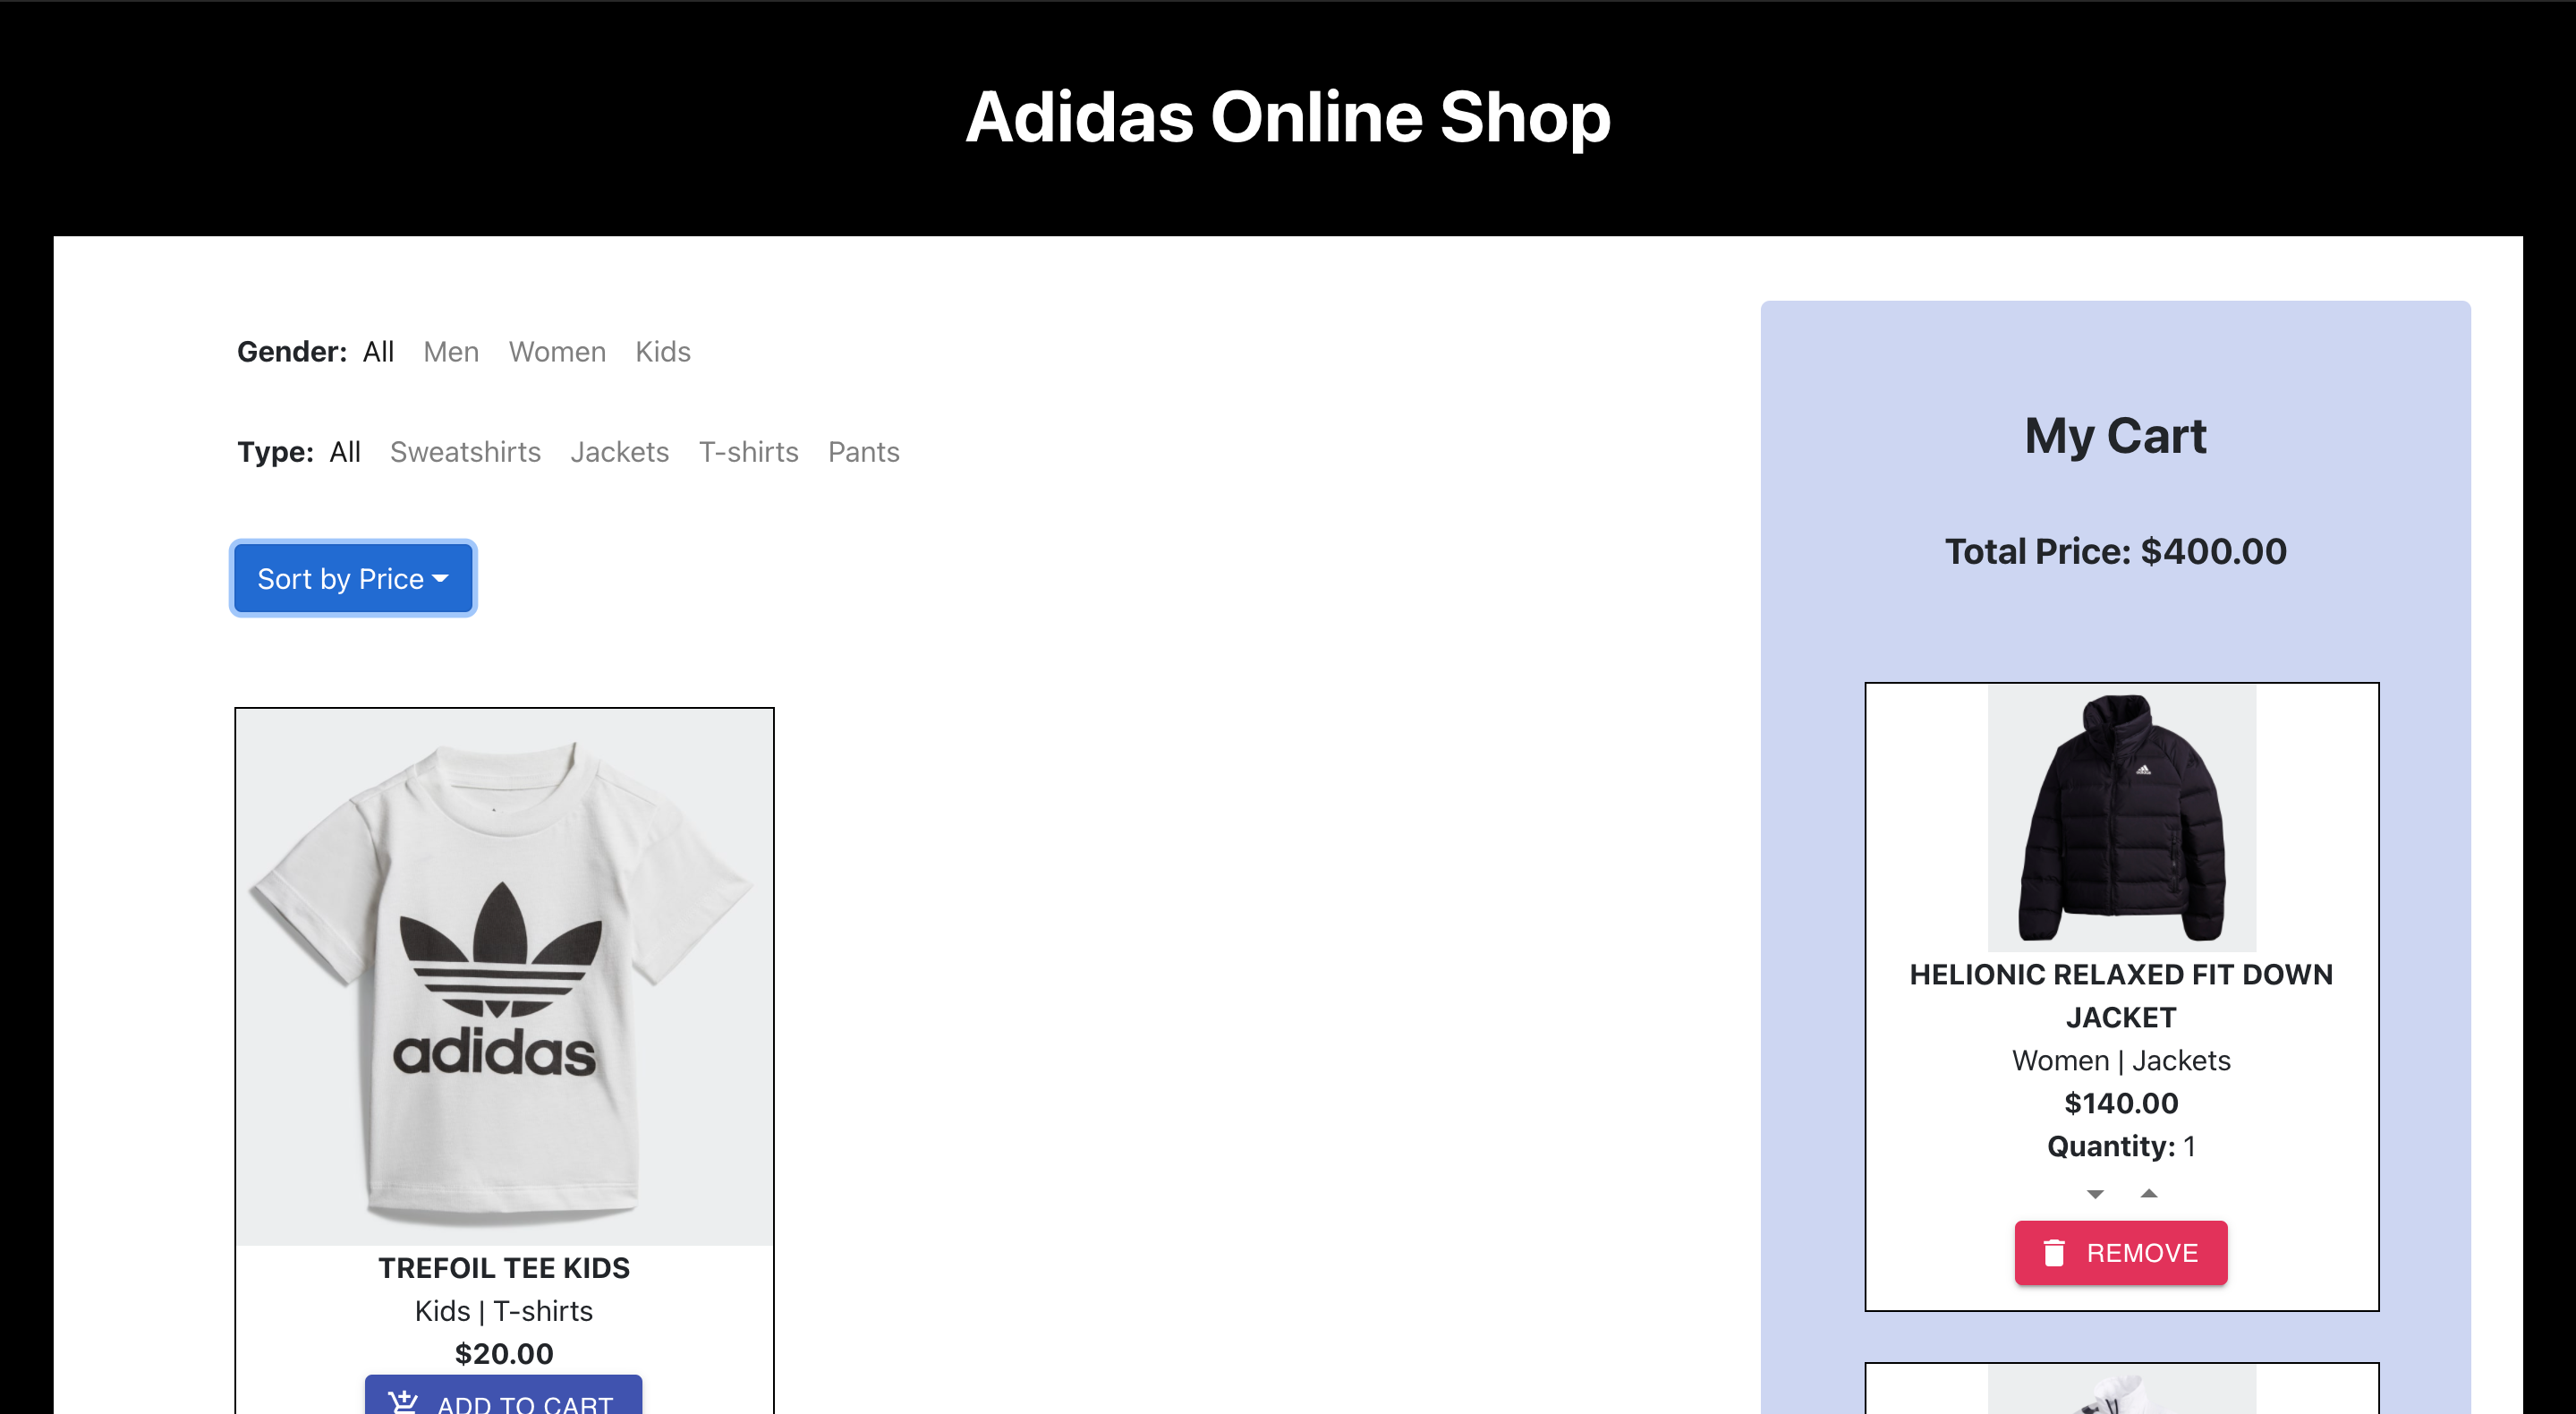 Adidas Online Shop
Gender: All Men Women Kids
Type: All Sweatshirts Jackets T-shirts Pants
Sort by Price
adidas
TREFOIL TEE KIDS
Kids | T-shirts
$20.00
ADD TO CART
My Cart
Total Price: $400.00
HELIONIC RELAXED FIT DOWN
JACKET
Women | Jackets
$140.00
Quantity: 1
REMOVE